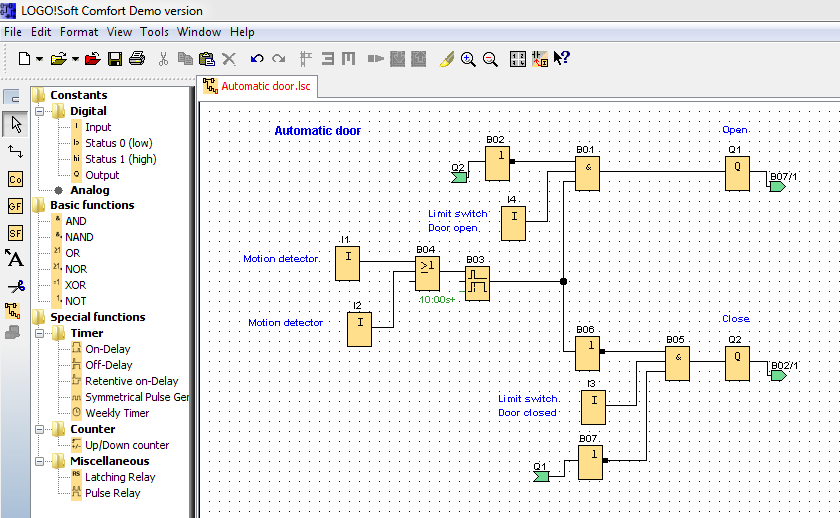 LOGO!Soft Comfort Demo version
File Edit Format View Tools Window Help
Automatic door.lsc
Constants
Digital
I Input
lo Status 0 (low)
hi Status 1 (high)
Q Output
Analog
Basic functions
& AND
& NAND
≥1 OR
≥1 NOR
=1 XOR
1 NOT
Special functions
Timer
On-Delay
Off-Delay
Retentive on-Delay
Symmetrical Pulse Ger
Weekly Timer
Counter
+/- Up/Down counter
Miscellaneous
RS Latching Relay
Pulse Relay
Co
GF
SF
A
Automatic door
Open
B02
1
Q2
B01
&
Q1
Q
B07/1
I4
I
Limit switch
Door open.
I1
I
Motion detector.
B04
≥1
B03
10:00s+
I2
I
Motion detector
Close
B06
1
B05
&
Q2
Q
B02/1
I3
I
Limit switch.
Door closed
B07
1
Q1